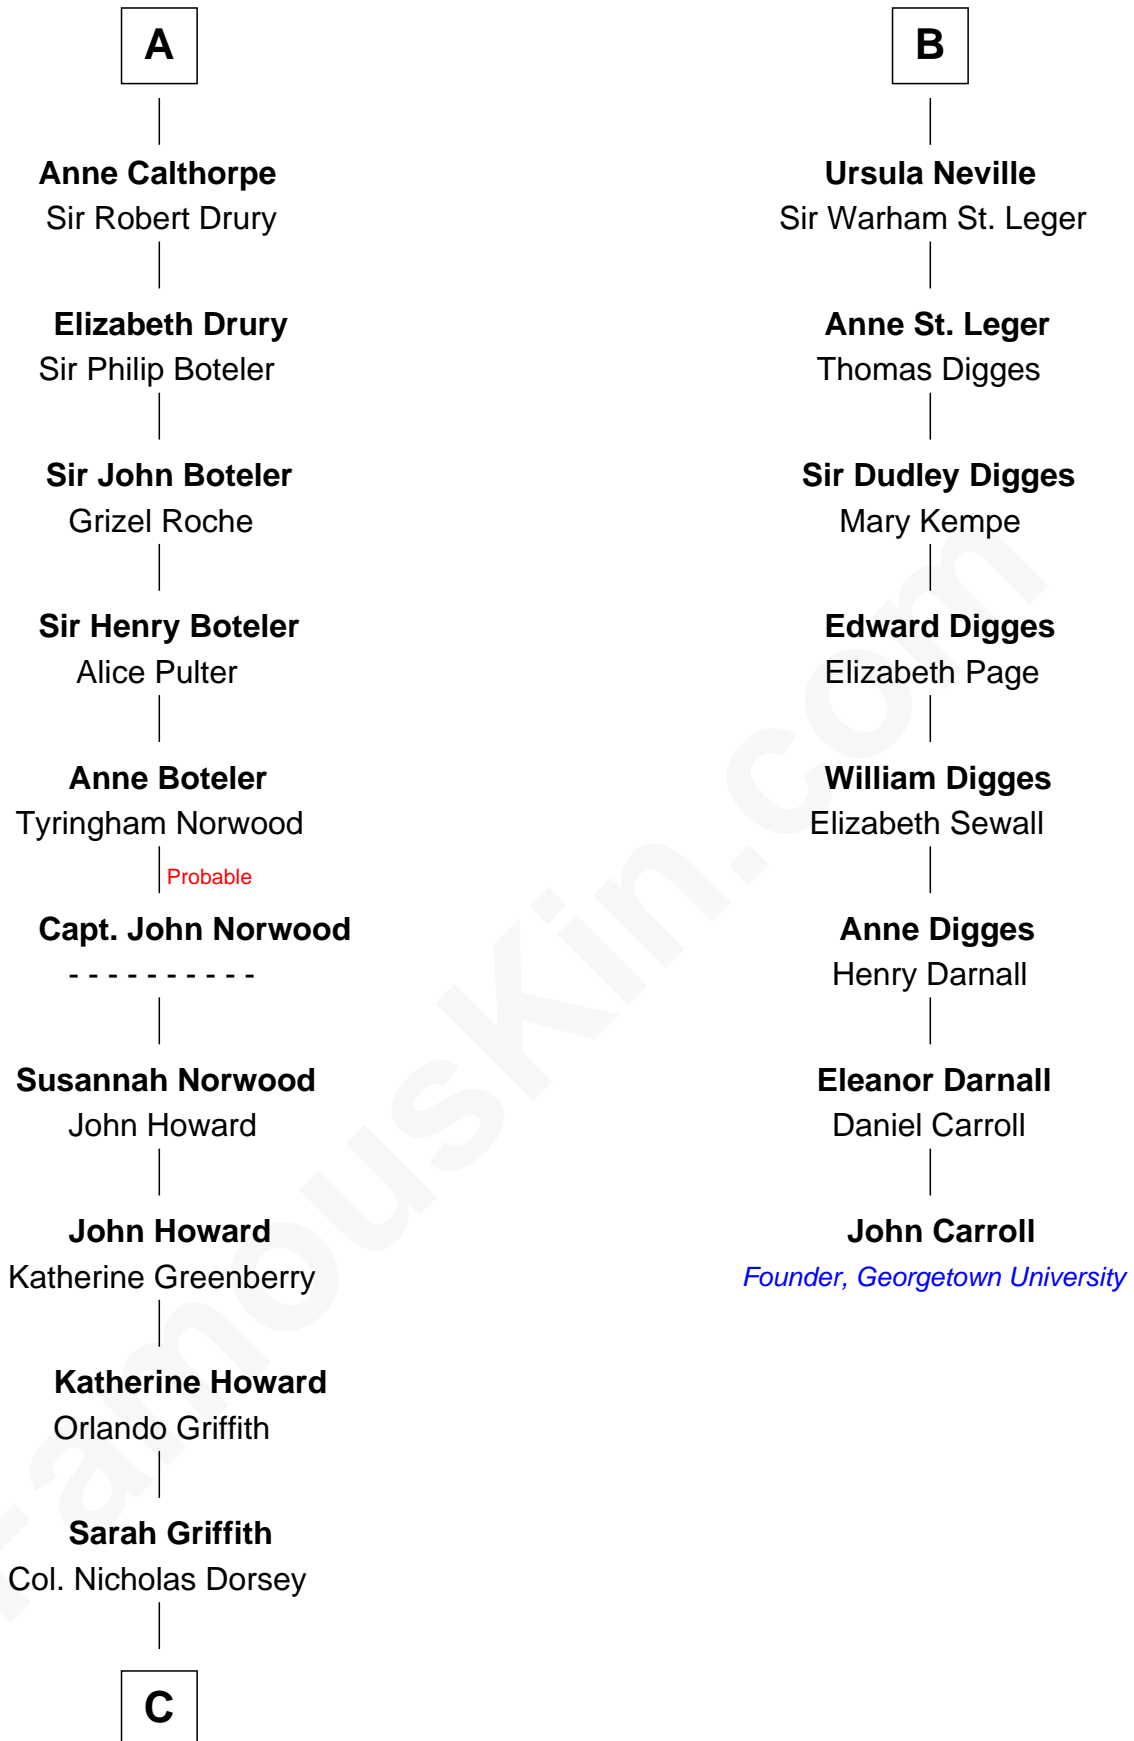 A
Anne Calthorpe
Sir Robert Drury
Elizabeth Drury
Sir Philip Boteler
Sir John Boteler
Grizel Roche
Sir Henry Boteler
Alice Pulter
Anne Boteler
Tyringham Norwood
Probable
Capt. John Norwood
- - - - - - - - - -
Susannah Norwood
John Howard
John Howard
Katherine Greenberry
Katherine Howard
Orlando Griffith
Sarah Griffith
Col. Nicholas Dorsey
C
B
Ursula Neville
Sir Warham St. Leger
Anne St. Leger
Thomas Digges
Sir Dudley Digges
Mary Kempe
Edward Digges
Elizabeth Page
William Digges
Elizabeth Sewall
Anne Digges
Henry Darnall
Eleanor Darnall
Daniel Carroll
John Carroll
Founder, Georgetown University
FamousKin.com